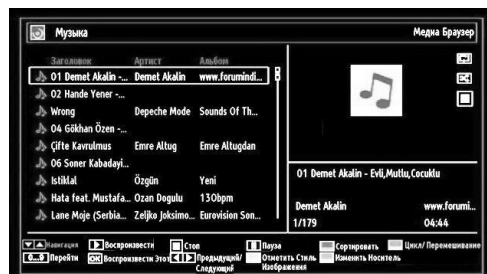 Музыка Медиа Браузер
Заголовок Артист Альбом
01 Demet Akalin -... Demet Akalin www.forumindi...
02 Hande Yener -...
Wrong Depeche Mode Sounds Of Th...
04 Gökhan Özen -...
Çifte Kavrulmus Emre Altug Emre Altugdan
06 Soner Kabadayi...
Istiklal Özgün Yeni
Hata feat. Mustafa... Ozan Dogulu 130bpm
Lane Moje (Serbia... Zeljko Joksimo... Eurovision Son...
01 Demet Akalin - Evli,Mutlu,Cocuklu
Demet Akalin www.forumi...
1/179 04:44
Навигация Воспроизвести Стоп Пауза Сортировать Цикл/Перемешивание
0...9 Перейти OK Воспроизвести Этот Предыдущий/Следующий Отметить Стиль Изображения Изменить Носитель